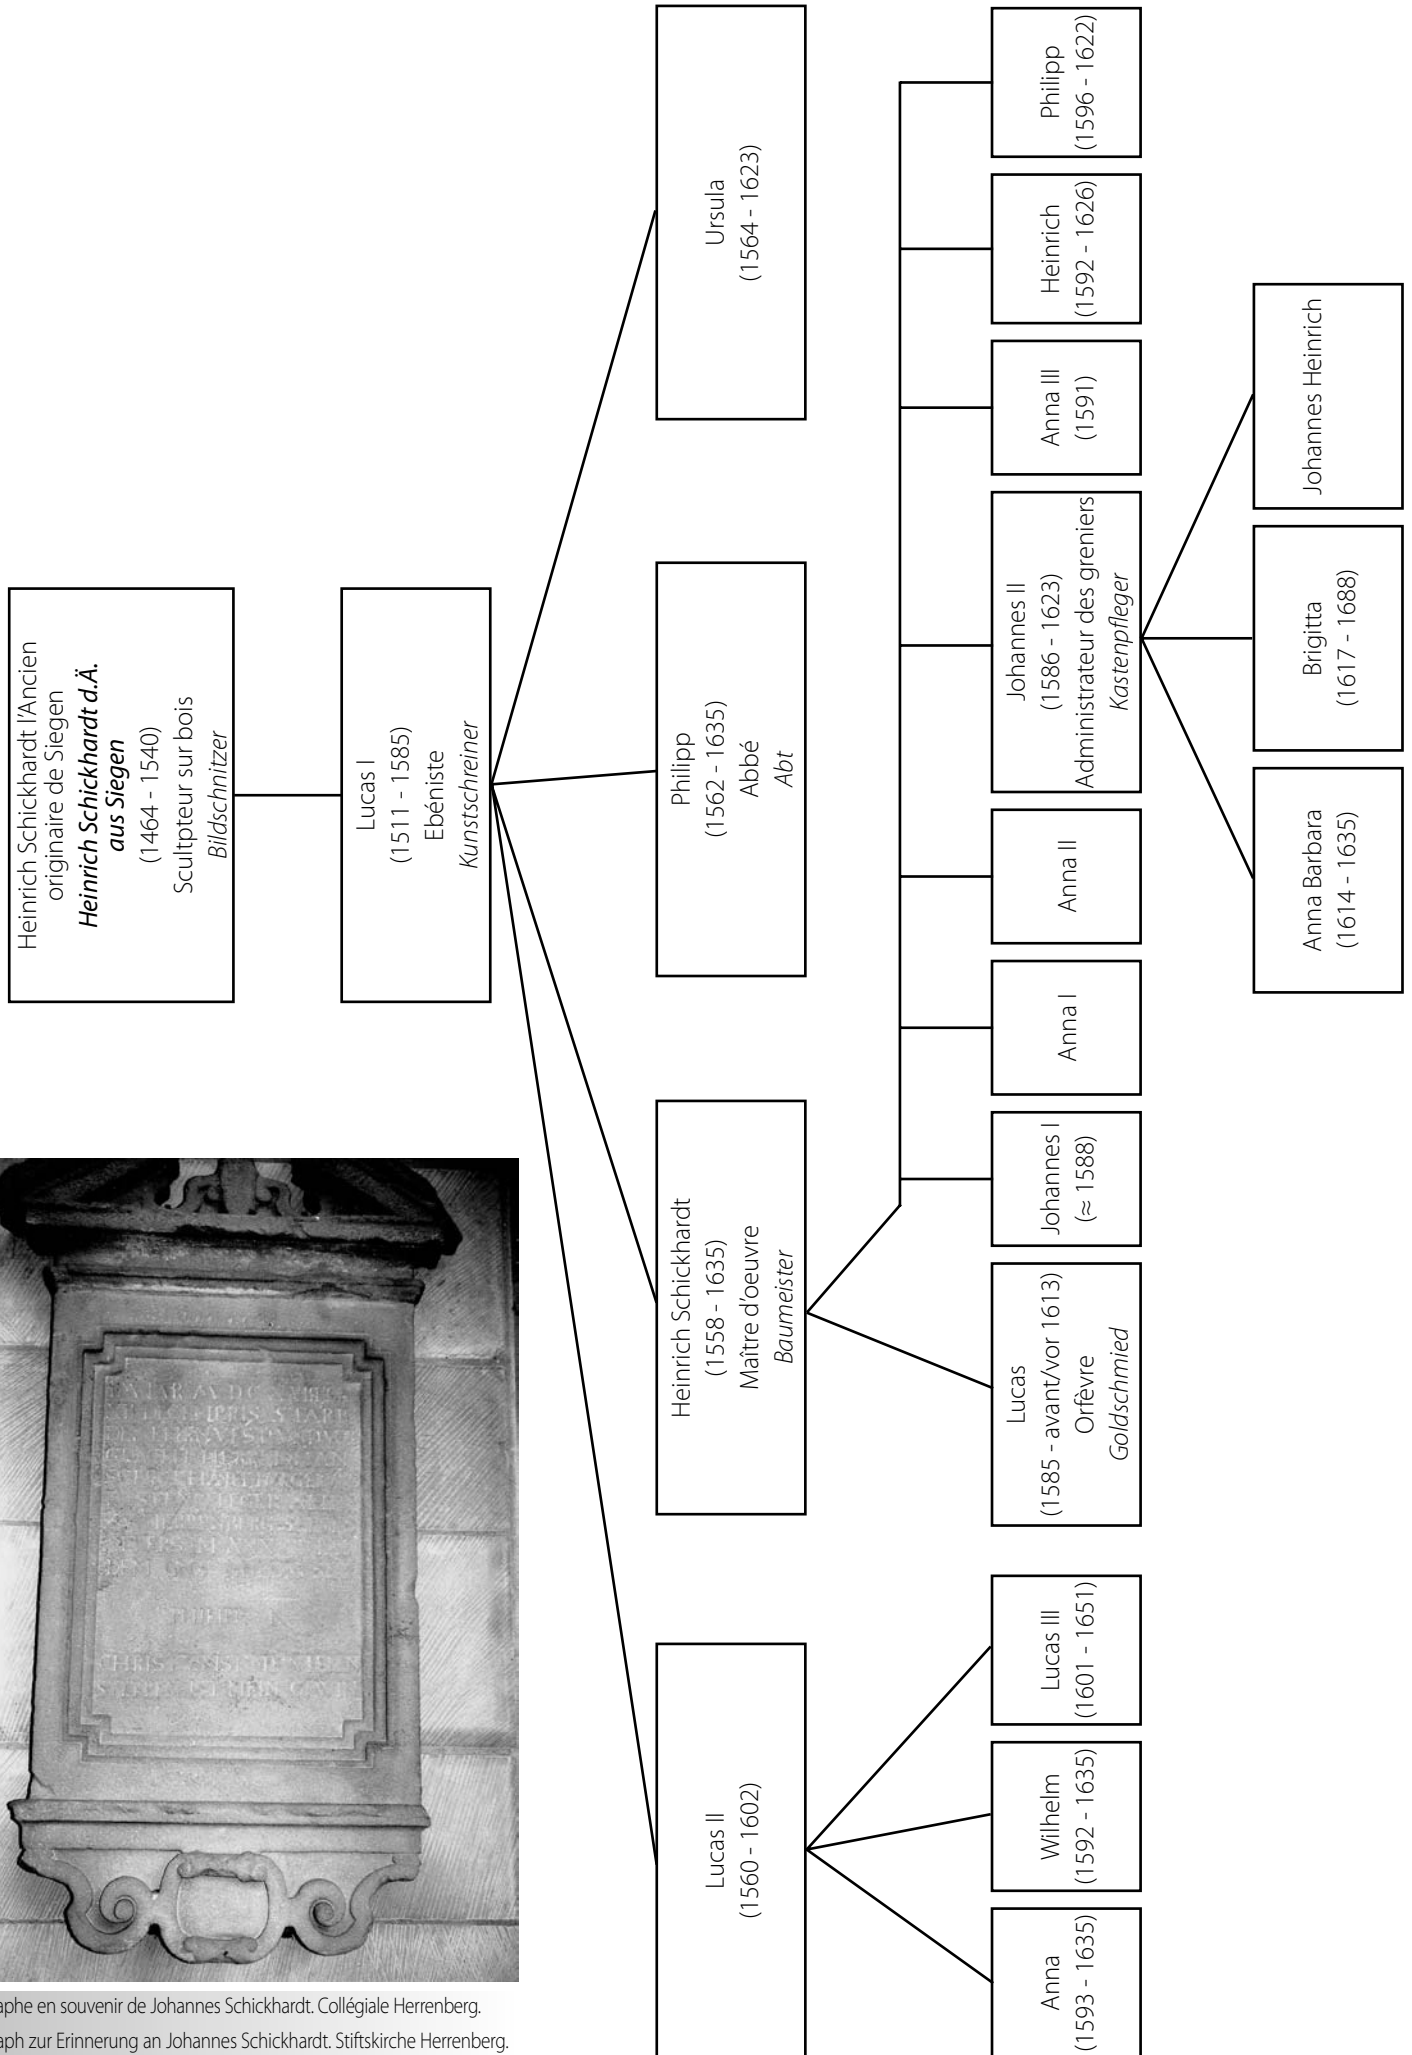 Heinrich Schickhardt l'Ancien
originaire de Siegen
Heinrich Schickhardt d.Ä.
aus Siegen
(1464 - 1540)
Scultpteur sur bois
Bildschnitzer
Lucas I
(1511 - 1585)
Ebéniste
Kunstschreiner
Lucas II
(1560 - 1602)
Heinrich Schickhardt
(1558 - 1635)
Maître d'oeuvre
Baumeister
Philipp
(1562 - 1635)
Abbé
Abt
Ursula
(1564 - 1623)
Anna
(1593 - 1635)
Wilhelm
(1592 - 1635)
Lucas III
(1601 - 1651)
Lucas
(1585 - avant/vor 1613)
Orfèvre
Goldschmied
Johannes I
(≈ 1588)
Anna I
Anna II
Johannes II
(1586 - 1623)
Administrateur des greniers
Kastenpfleger
Anna III
(1591)
Heinrich
(1592 - 1626)
Philipp
(1596 - 1622)
Anna Barbara
(1614 - 1635)
Brigitta
(1617 - 1688)
Johannes Heinrich
aphe en souvenir de Johannes Schickhardt. Collégiale Herrenberg.
aph zur Erinnerung an Johannes Schickhardt. Stiftskirche Herrenberg.